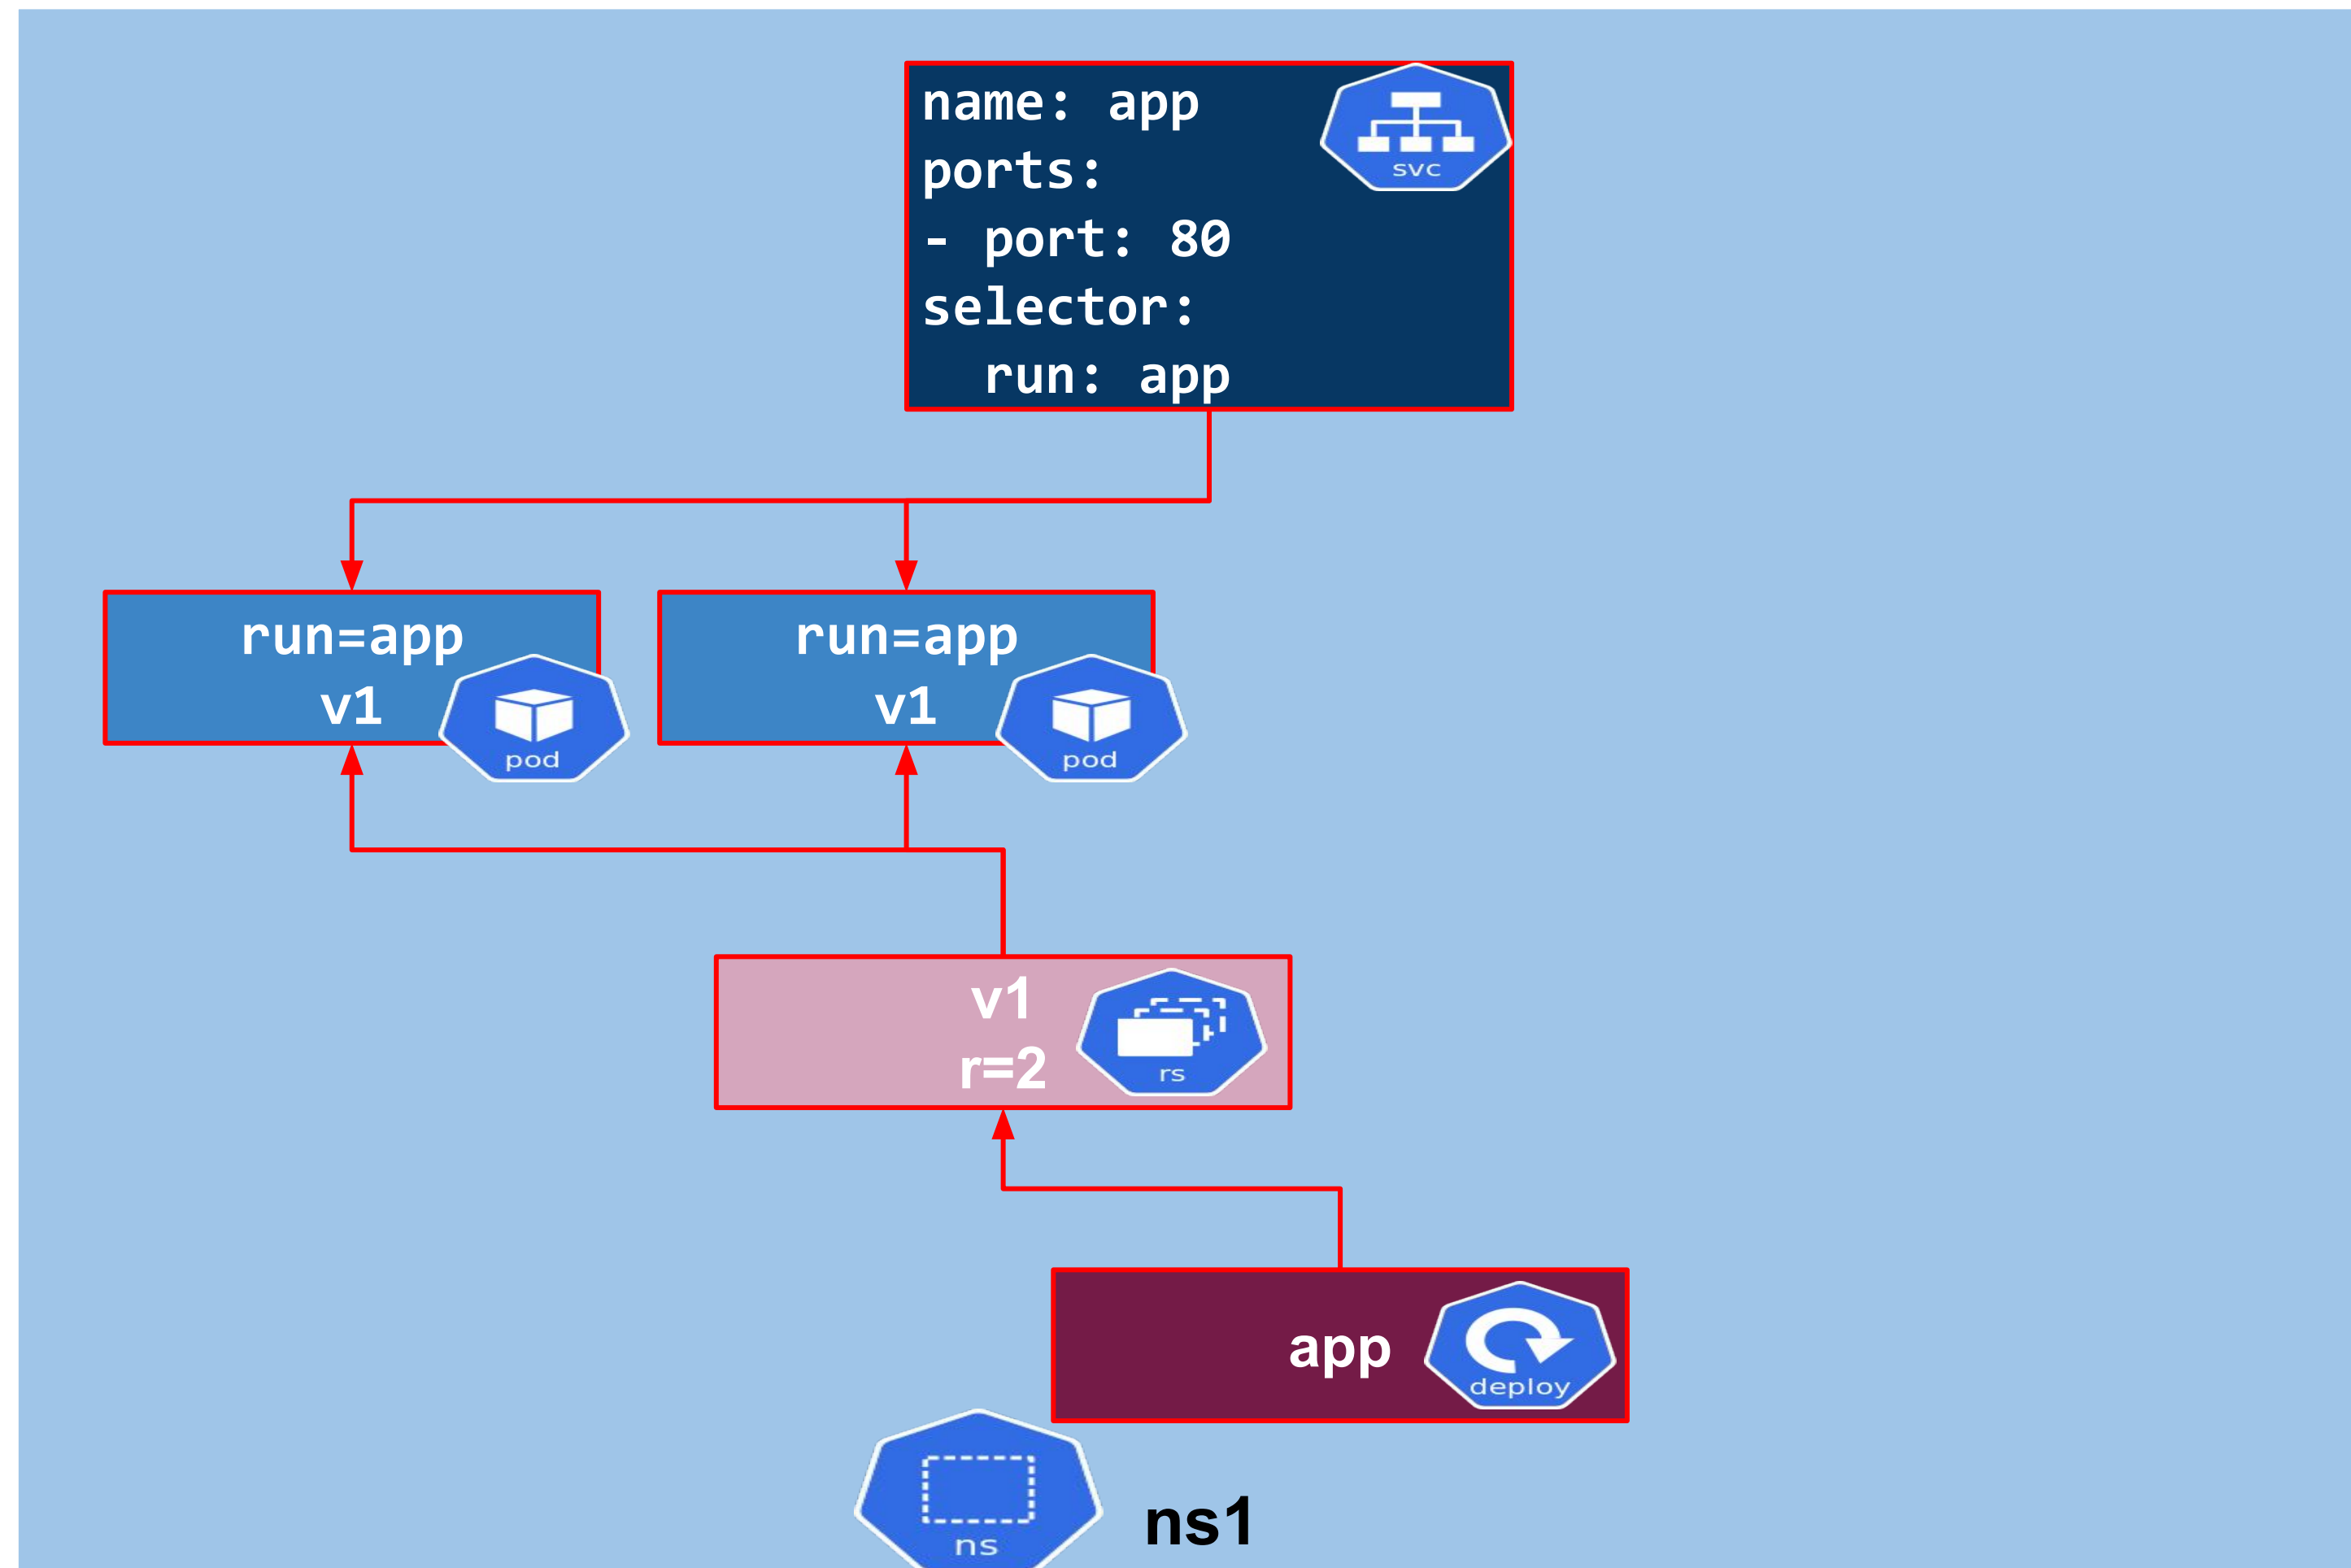 name: app
svc
ports:
- port: 80
selector:
run: app
run=app
v1
pod
run=app
v1
pod
v1
r=2
rs
app
deploy
ns
ns1